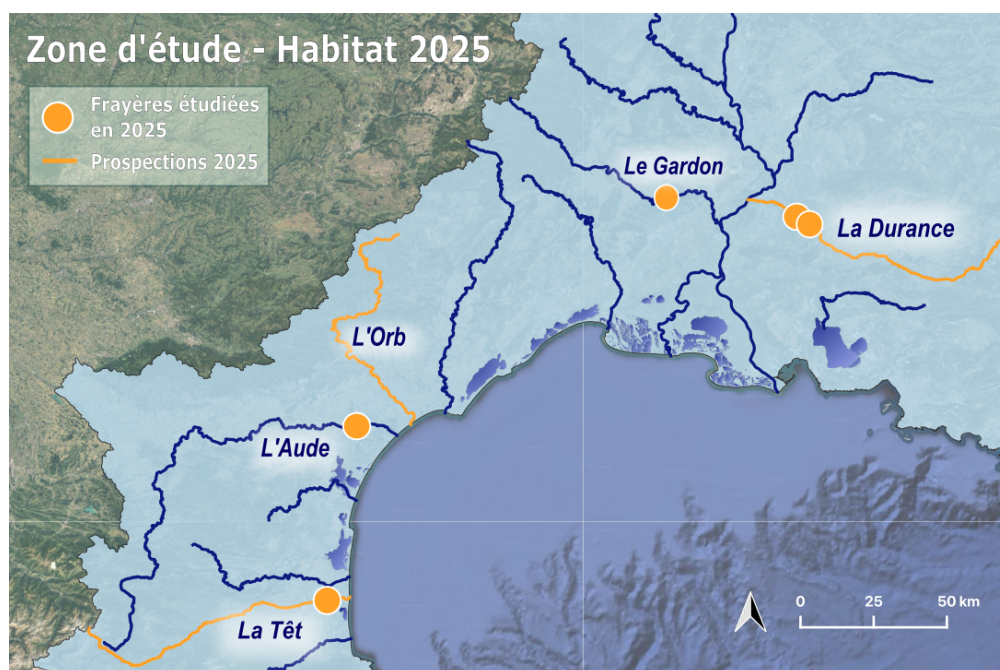 Zone d'étude - Habitat 2025
Frayères étudiées
en 2025
Prospections 2025
Le Gardon
La Durance
L'Orb
L'Aude
La Têt
0 25 50 km